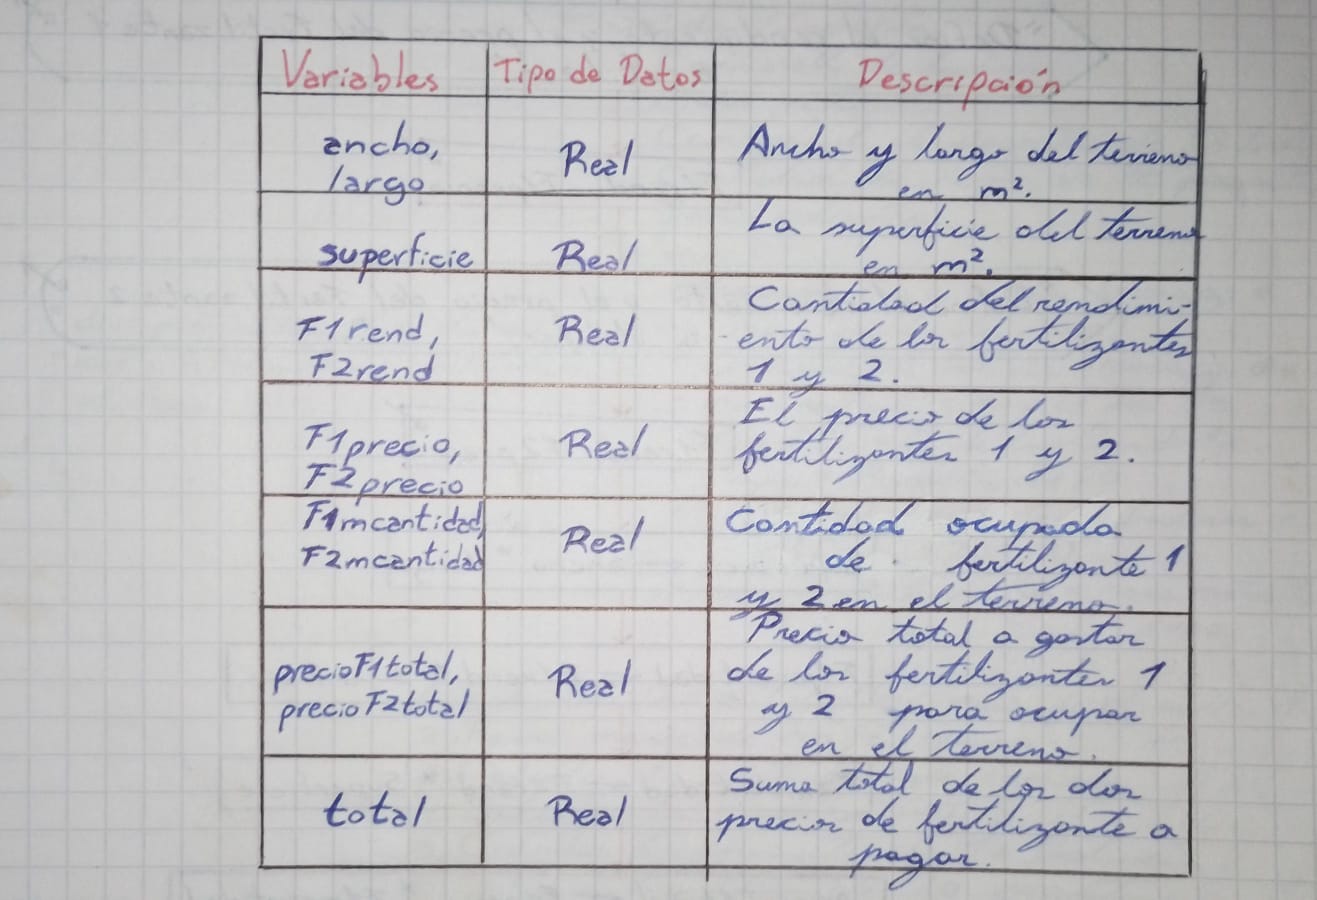 Variables Tipo de Datos Descripción
ancho,
largo
Real
Ancho y largo del terreno
en m².
superficie
Real
La superficie del terreno
en m².
F1rend,
F2rend
Real
Cantidad del rendimi-
ento de los fertilizantes
1 y 2.
F1precio,
F2precio
Real
El precio de los
fertilizantes 1 y 2.
F1mcantidad,
F2mcantidad
Real
Cantidad ocupada
de fertilizante 1
y 2 en el terreno.
precioF1total,
precioF2total
Real
Precio total a gastar
de los fertilizantes 1
y 2 para ocupar
en el terreno.
total
Real
Suma total de los dos
precios de fertilizante a
pagar.